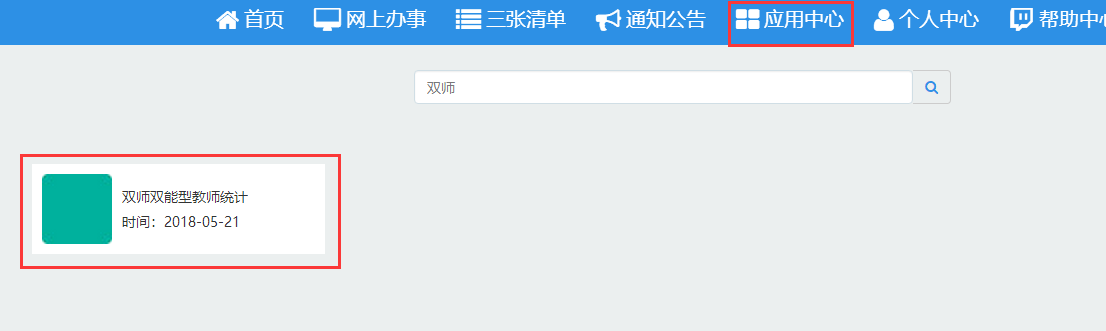 首页 网上办事 三张清单 通知公告 应用中心 个人中心 帮助中心
双师
双师双能型教师统计
时间：2018-05-21